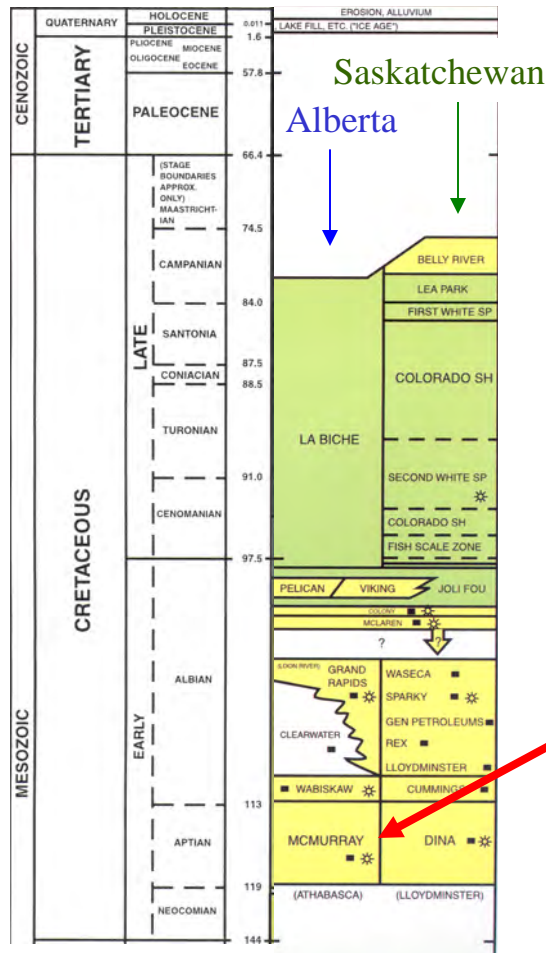 HOLOCENE
EROSION, ALLUVIUM
QUATERNARY
0.011
PLEISTOCENE
LAKE FILL, ETC. ("ICE AGE")
1.6
PLIOCENE
MIOCENE
OLIGOCENE
EOCENE
57.8
CENOZOIC
TERTIARY
PALEOCENE
Saskatchewan
Alberta
66.4
(STAGE
BOUNDARIES
APPROX.
ONLY)
MAASTRICHT-
IAN
74.5
CAMPANIAN
BELLY RIVER
LEA PARK
84.0
FIRST WHITE SP
SANTONIA
LATE
87.5
CONIACIAN
88.5
COLORADO SH
TURONIAN
LA BICHE
91.0
SECOND WHITE SP
CENOMANIAN
COLORADO SH
FISH SCALE ZONE
97.5
CRETACEOUS
PELICAN
VIKING
JOLI FOU
COLONY
MCLAREN
?
?
ALBIAN
(LOON RIVER)
GRAND
RAPIDS
WASECA
SPARKY
GEN PETROLEUMS
CLEARWATER
REX
LLOYDMINSTER
EARLY
MESOZOIC
WABISKAW
CUMMINGS
113
APTIAN
MCMURRAY
DINA
119
(ATHABASCA)
(LLOYDMINSTER)
NEOCOMIAN
144